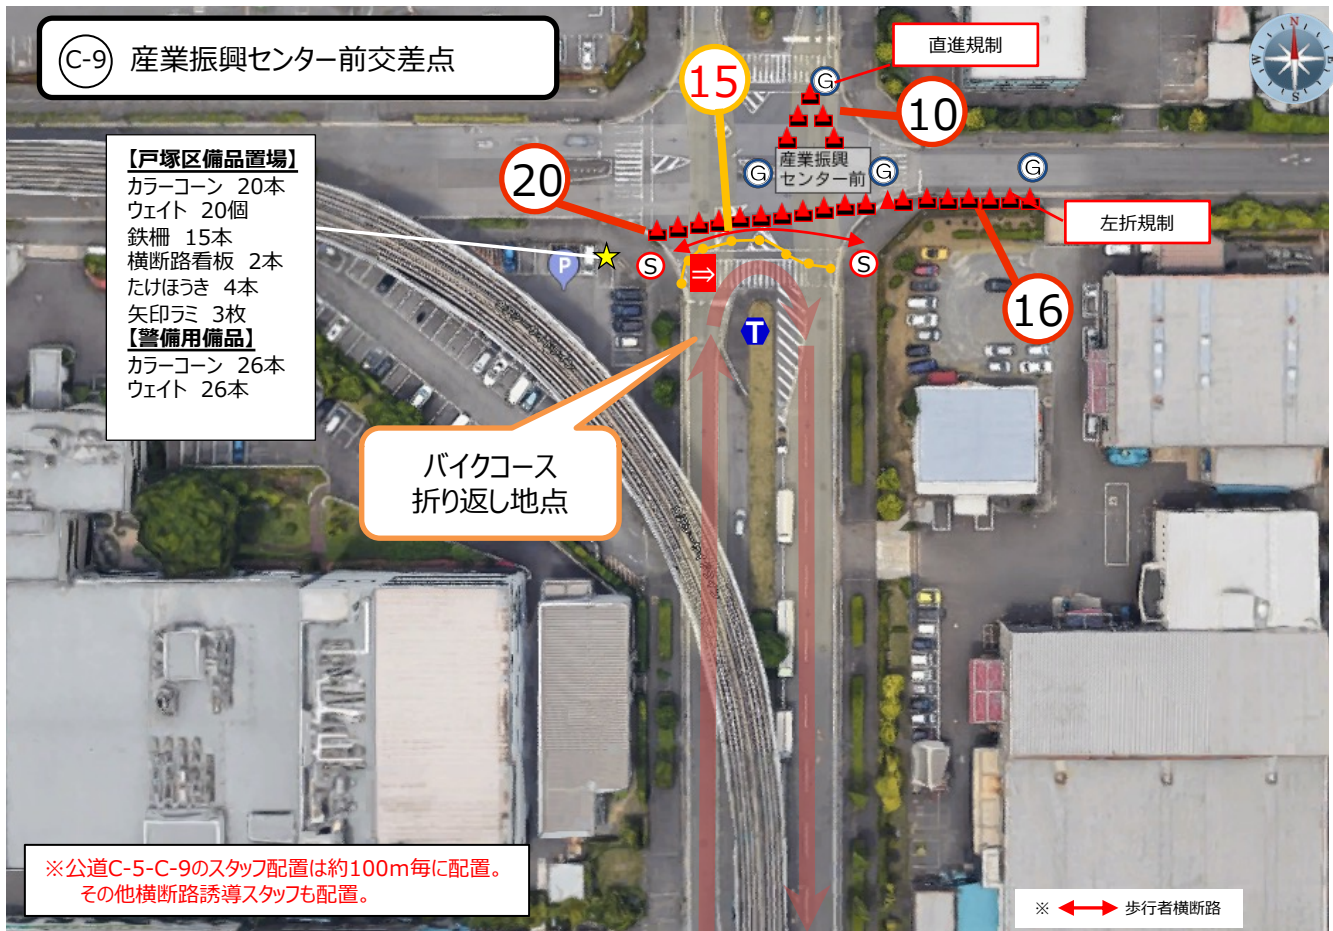 C-9 産業振興センター前交差点
15
直進規制
G
10
【戸塚区備品置場】
カラーコーン 20本
ウェイト 20個
鉄柵 15本
横断路看板 2本
たけほうき 4本
矢印ラミ 3枚
【警備用備品】
カラーコーン 26本
ウェイト 26本
20
G
産業振興
センター前
G
G
左折規制
P
S
⇒
S
16
T
バイクコース
折り返し地点
※公道C-5-C-9のスタッフ配置は約100m毎に配置。
その他横断路誘導スタッフも配置。
※ 歩行者横断路
N
W
E
S